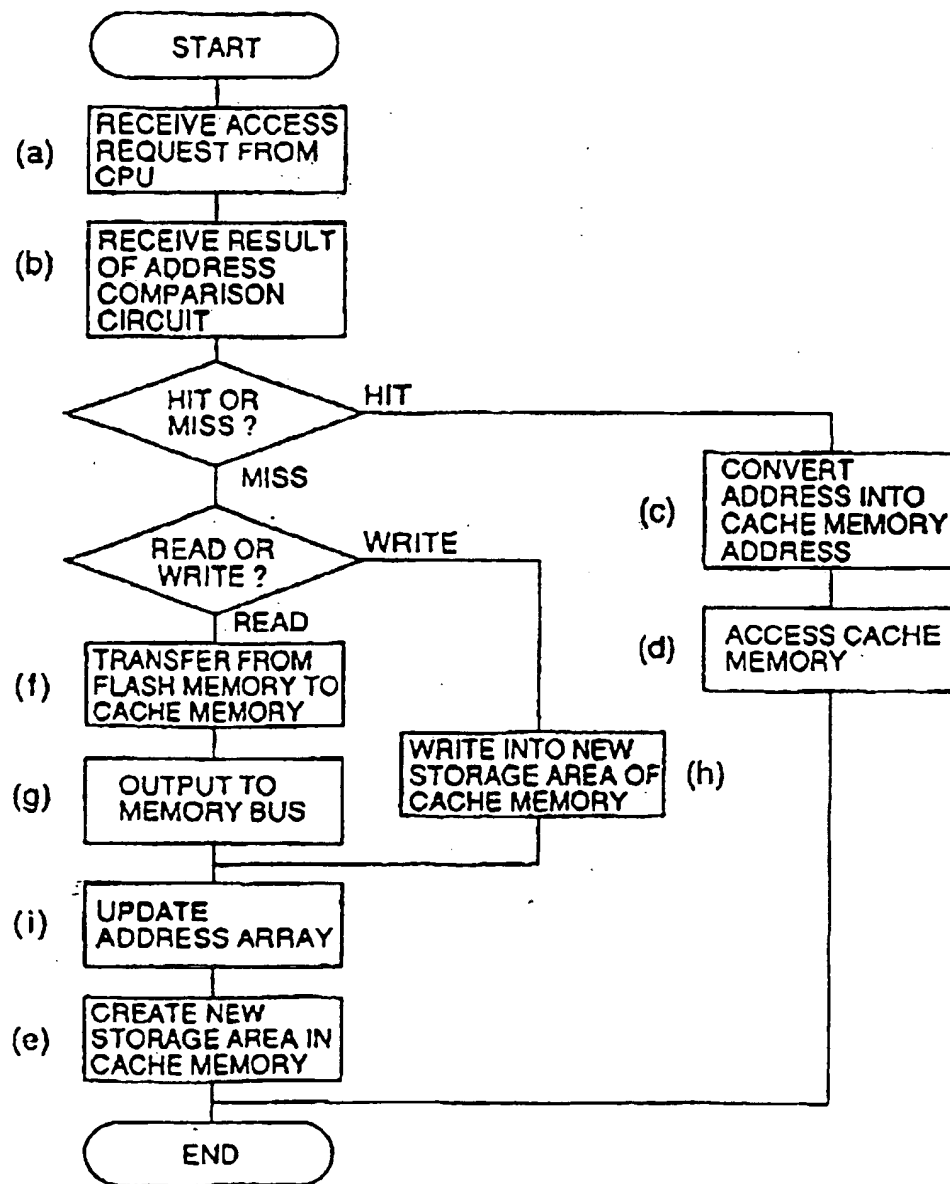 START
(a)
RECEIVE ACCESS
REQUEST FROM
CPU
(b)
RECEIVE RESULT
OF ADDRESS
COMPARISON
CIRCUIT
HIT OR
MISS ?
HIT
MISS
(c)
CONVERT
ADDRESS INTO
CACHE MEMORY
ADDRESS
READ OR
WRITE ?
WRITE
READ
(d)
ACCESS CACHE
MEMORY
(f)
TRANSFER FROM
FLASH MEMORY TO
CACHE MEMORY
WRITE INTO NEW
STORAGE AREA OF
CACHE MEMORY
(h)
(g)
OUTPUT TO
MEMORY BUS
(i)
UPDATE
ADDRESS ARRAY
(e)
CREATE NEW
STORAGE AREA IN
CACHE MEMORY
END